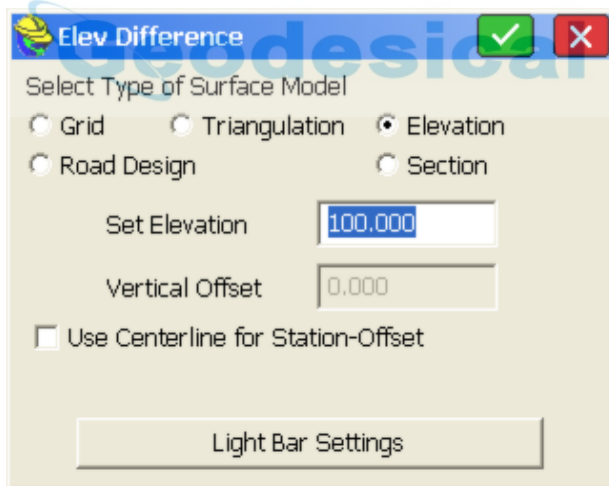 Elev Difference
Geodesical
Select Type of Surface Model
Grid Triangulation Elevation
Road Design Section
Set Elevation 100.000
Vertical Offset 0.000
Use Centerline for Station-Offset
Light Bar Settings